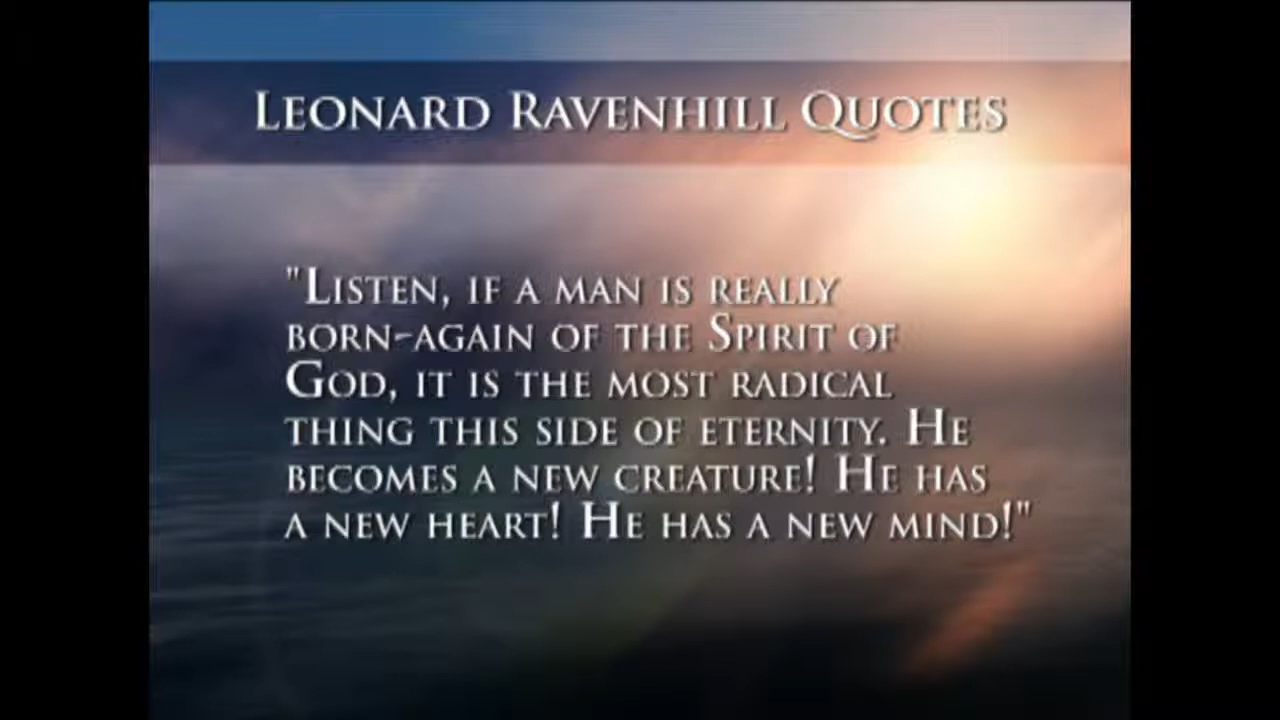 Leonard Ravenhill Quotes
"Listen, if a man is really
born-again of the Spirit of
God, it is the most radical
thing this side of eternity. He
becomes a new creature! He has
a new heart! He has a new mind!"